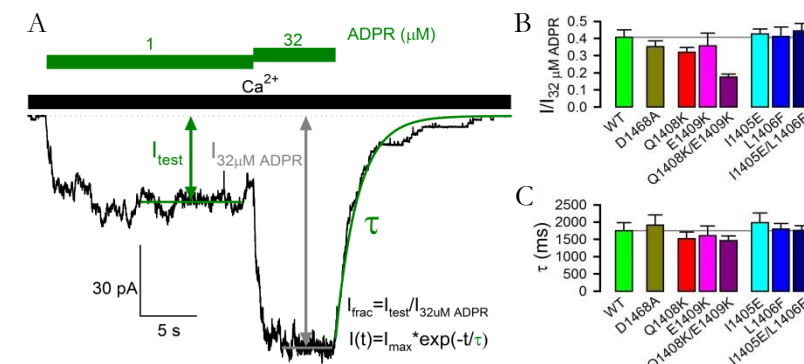 A
1
32
ADPR (μM)
Ca2+
Itest
I32μM ADPR
τ
30 pA
5 s
Ifrac=Itest/I32uM ADPR
I(t)=Imax*exp(-t/τ)
B
I/I32 μM ADPR
0.5
0.4
0.3
0.2
0.1
0.0
WT
D1468A
Q1408K
E1409K
Q1408K/E1409K
I1405E
L1406F
I1405E/L1406F
C
τ (ms)
2500
2000
1500
1000
500
0
WT
D1468A
Q1408K
E1409K
Q1408K/E1409K
I1405E
L1406F
I1405E/L1406F